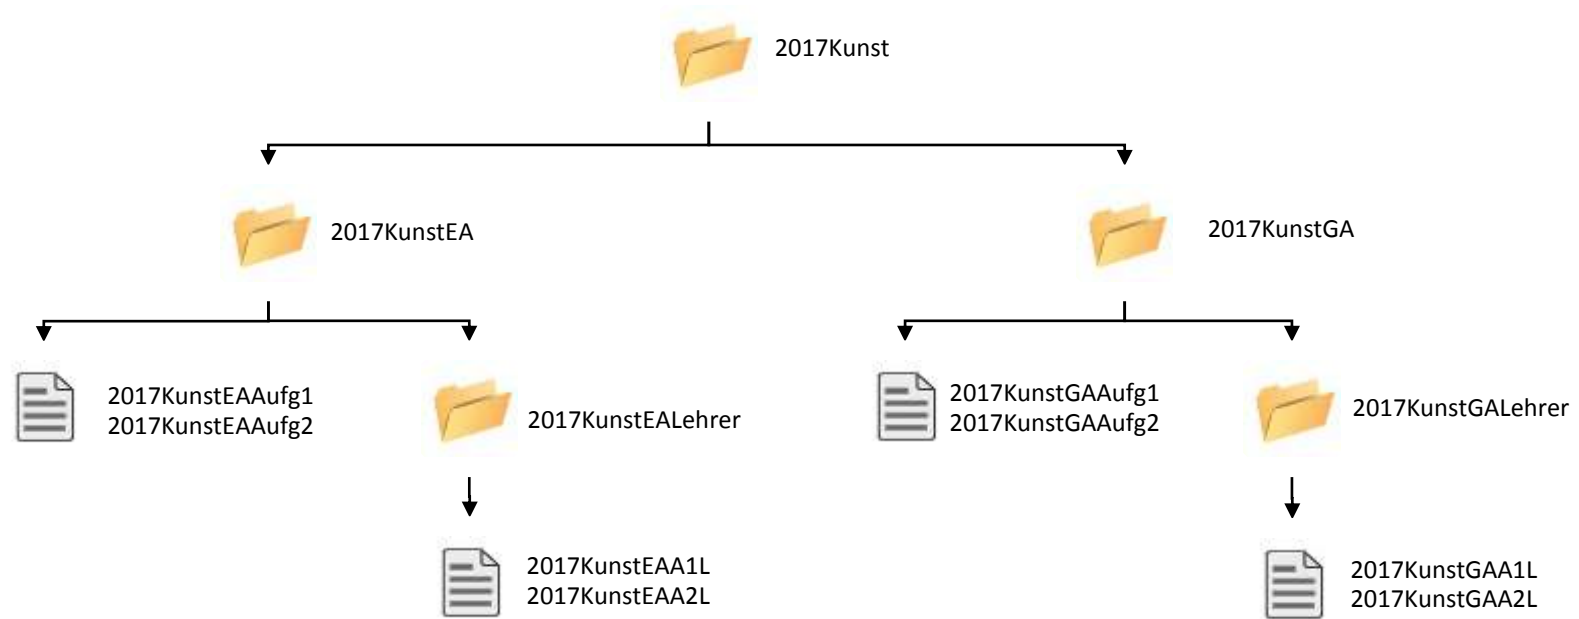 2017Kunst
2017KunstEA
2017KunstGA
2017KunstEAAufg1
2017KunstEAAufg2
2017KunstEALehrer
2017KunstGAAufg1
2017KunstGAAufg2
2017KunstGALehrer
2017KunstEAA1L
2017KunstEAA2L
2017KunstGAA1L
2017KunstGAA2L